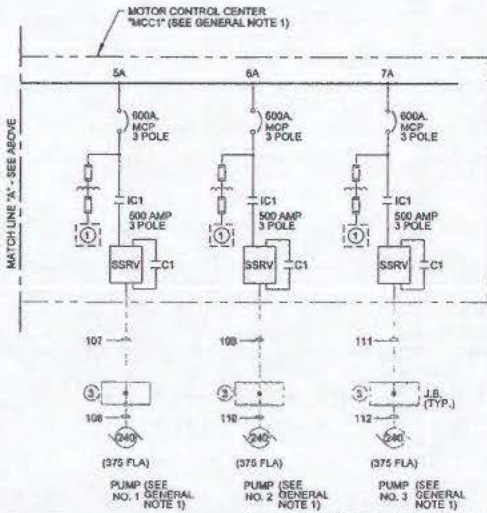 MOTOR CONTROL CENTER
"MCC1" (SEE GENERAL NOTE 1)
5A 6A 7A
MATCH LINE "A" - SEE ABOVE
600A. 600A. 600A.
MCP MCP MCP
3 POLE 3 POLE 3 POLE
IC1 IC1 IC1
500 AMP 500 AMP 500 AMP
3 POLE 3 POLE 3 POLE
1 1 1
SSRV C1 SSRV C1 SSRV C1
107 111
3 3 3 J.B.
(TYP.)
110 112
240 240 240
(375 FLA) (375 FLA) (375 FLA)
PUMP (SEE PUMP (SEE PUMP (SEE
NO. 1 GENERAL NO. 2 GENERAL NO. 3 GENERAL
NOTE 1) NOTE 1) NOTE 1)